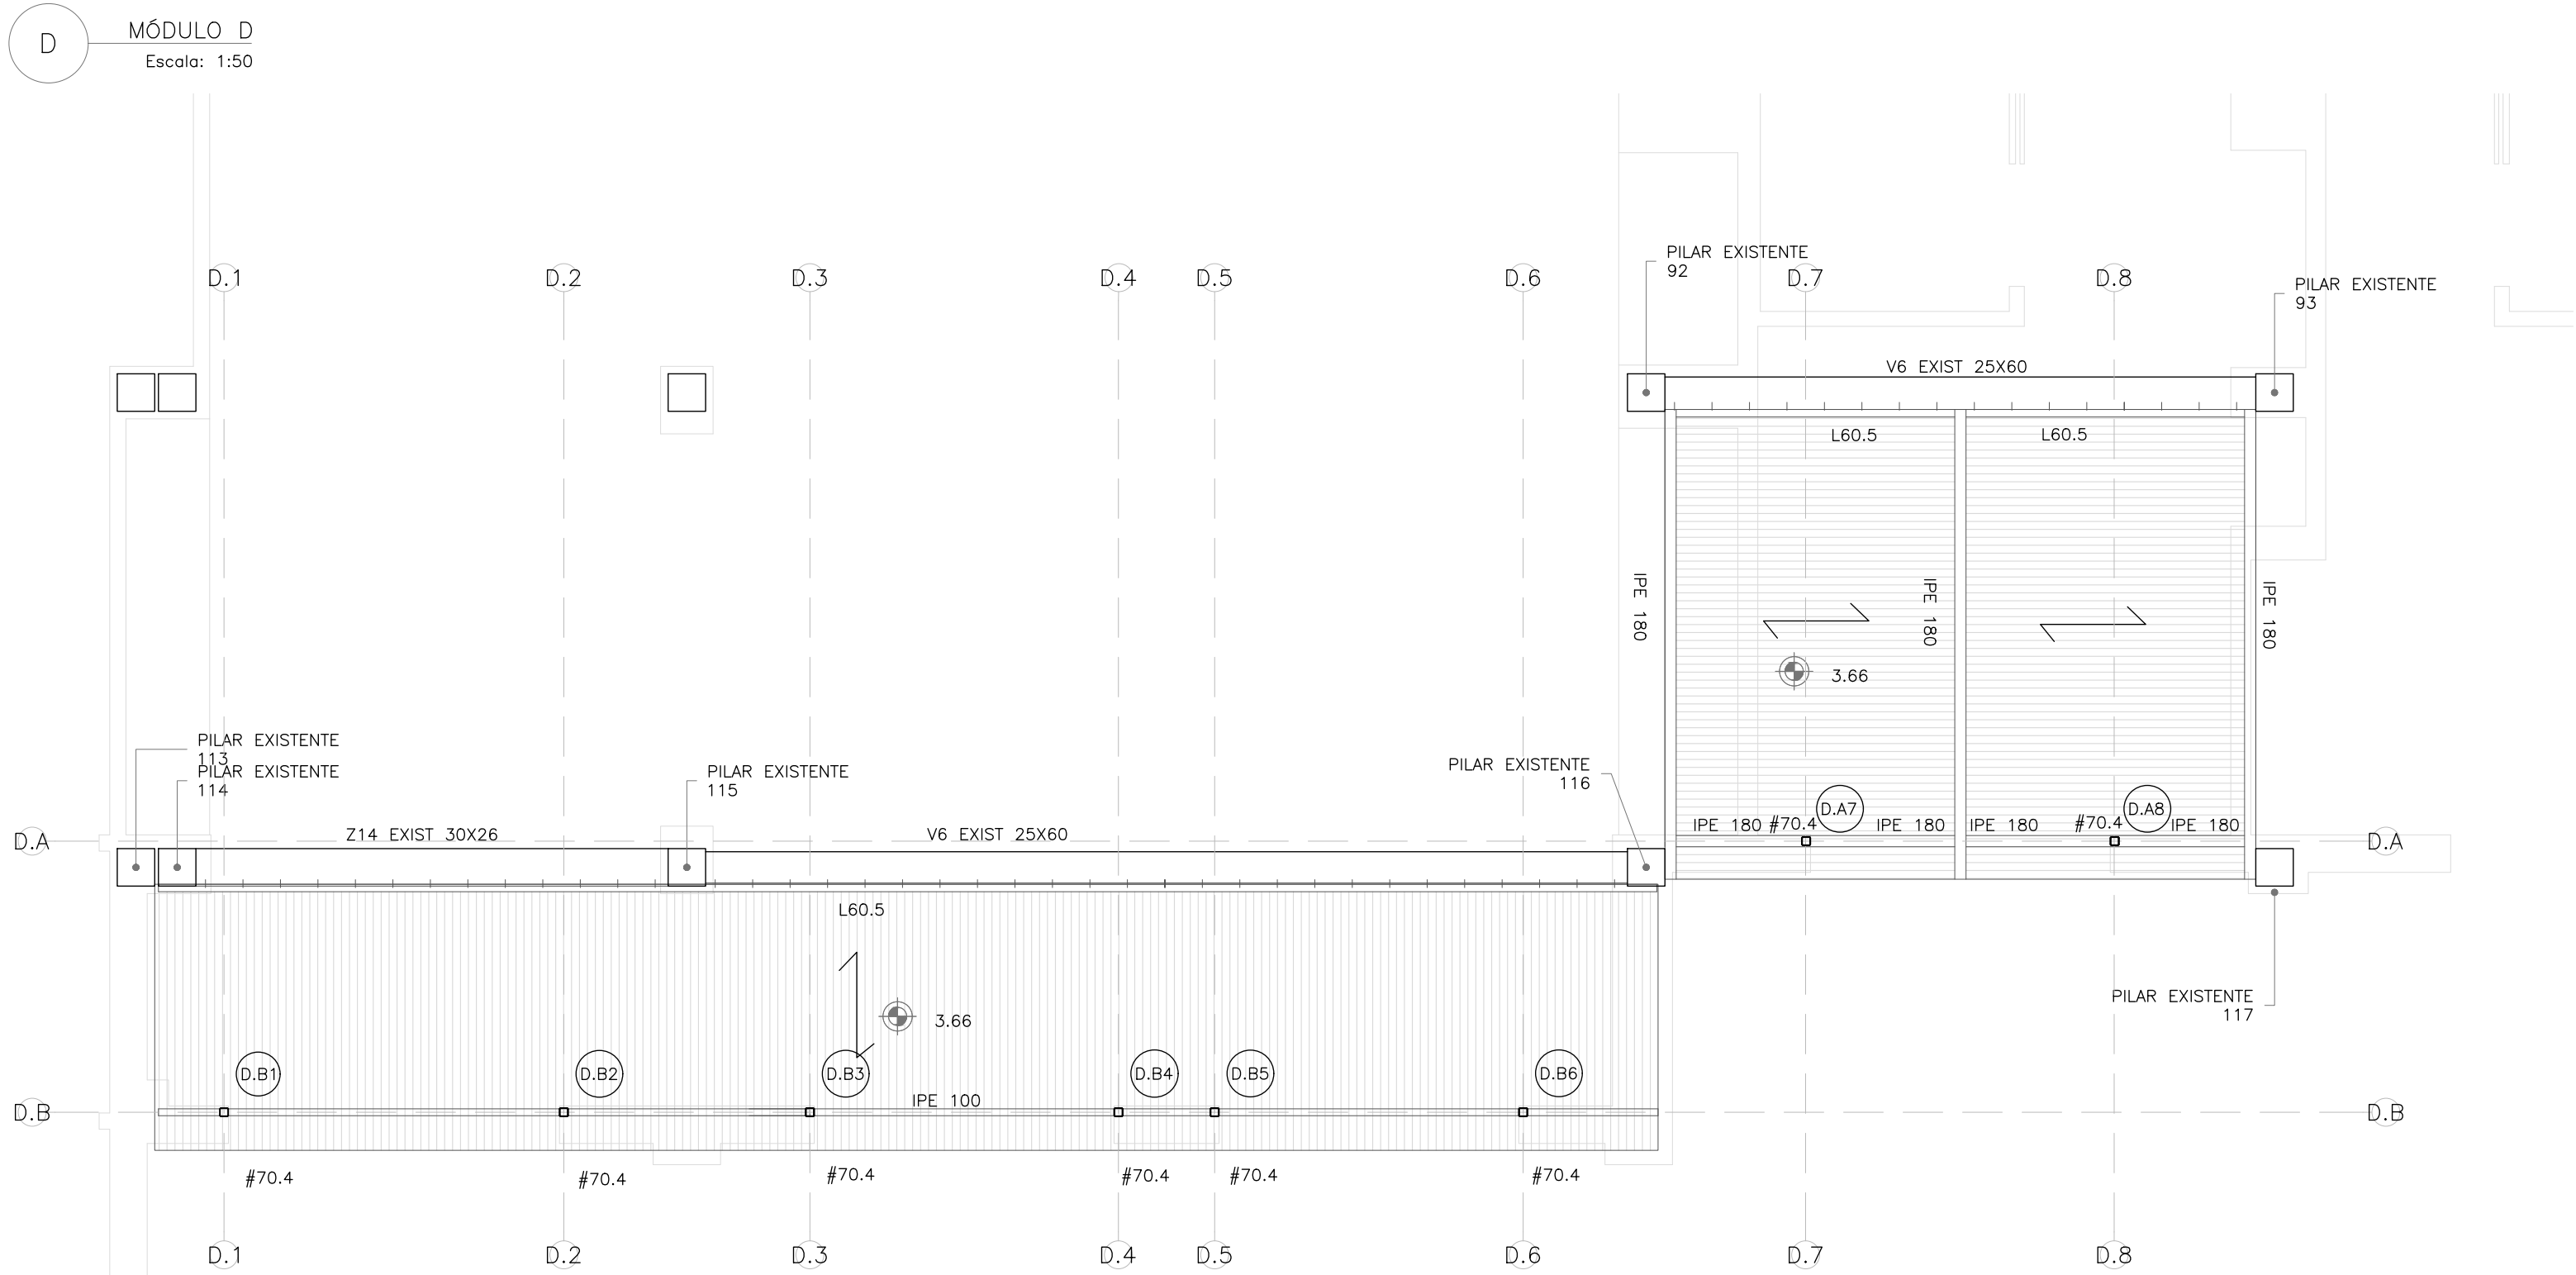 D
MÓDULO D
Escala: 1:50
D.1
D.2
D.3
D.4
D.5
D.6
D.7
D.8
PILAR EXISTENTE
92
PILAR EXISTENTE
93
V6 EXIST 25X60
L60.5
L60.5
IPE 180
IPE 180
IPE 180
3.66
PILAR EXISTENTE
113
PILAR EXISTENTE
114
PILAR EXISTENTE
115
PILAR EXISTENTE
116
D.A7
D.A8
IPE 180
#70.4
IPE 180
IPE 180
#70.4
IPE 180
D.A
Z14 EXIST 30X26
V6 EXIST 25X60
D.A
L60.5
3.66
PILAR EXISTENTE
117
D.B1
D.B2
D.B3
D.B4
D.B5
D.B6
IPE 100
D.B
D.B
#70.4
#70.4
#70.4
#70.4
#70.4
#70.4
D.1
D.2
D.3
D.4
D.5
D.6
D.7
D.8